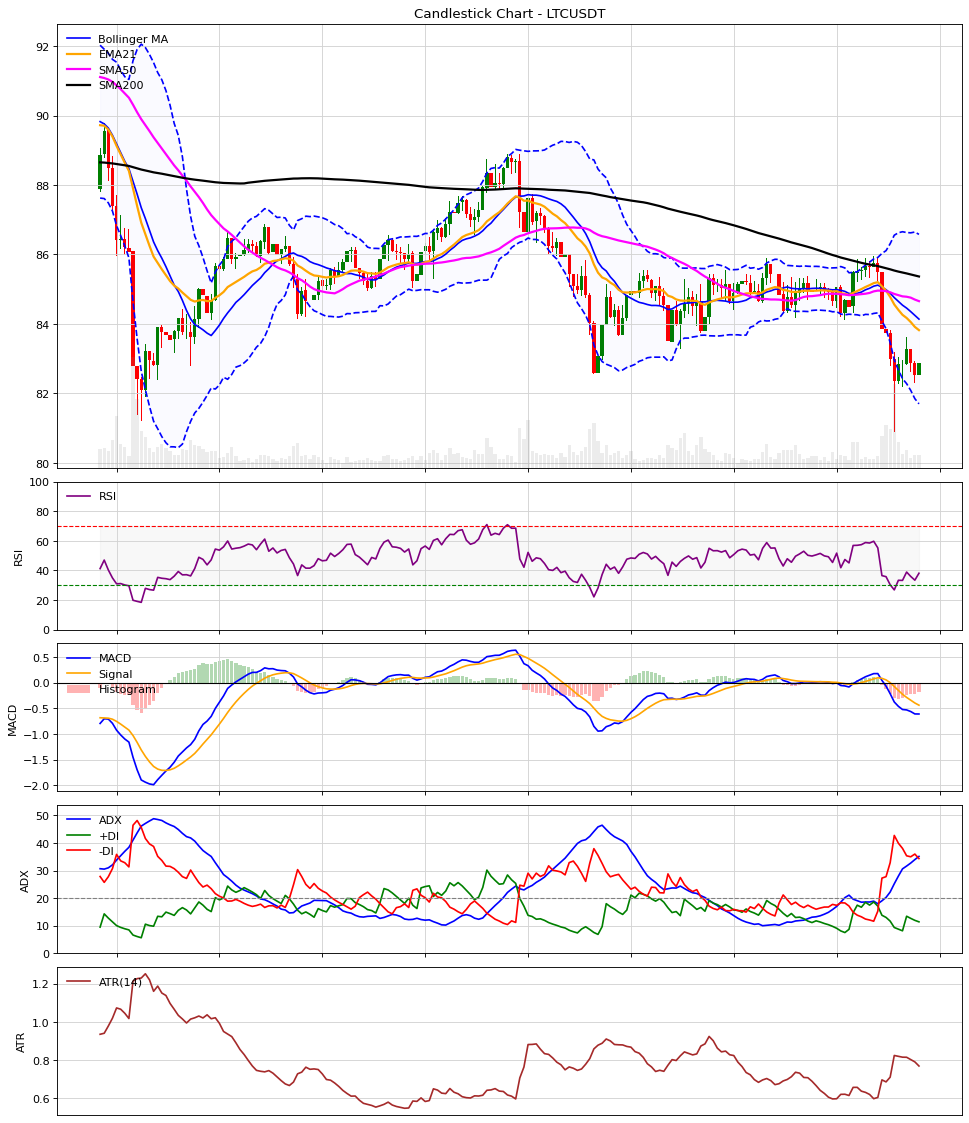 Candlestick Chart - LTCUSDT
Bollinger MA
EMA21
SMA50
SMA200
92
90
88
86
84
82
80
RSI
RSI
100
80
60
40
20
0
MACD
Signal
Histogram
MACD
0.5
0.0
−0.5
−1.0
−1.5
−2.0
ADX
+DI
-DI
ADX
50
40
30
20
10
0
ATR(14)
ATR
1.2
1.0
0.8
0.6